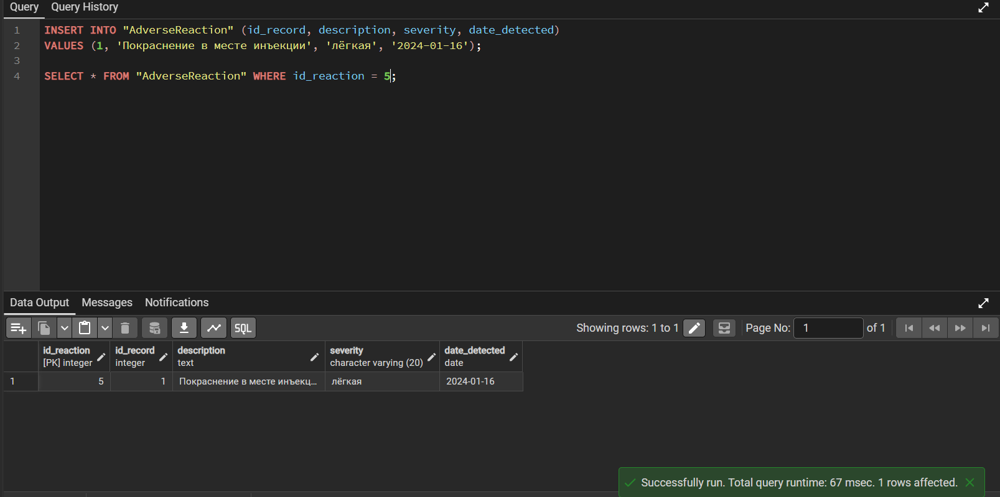 Query Query History
1 INSERT INTO "AdverseReaction" (id_record, description, severity, date_detected)
2 VALUES (1, 'Покраснение в месте инъекции', 'лёгкая', '2024-01-16');
3
4 SELECT * FROM "AdverseReaction" WHERE id_reaction = 5;
Data Output Messages Notifications
SQL Showing rows: 1 to 1 Page No: 1 of 1
id_reaction id_record description severity date_detected
[PK] integer integer text character varying (20) date
1 5 1 Покраснение в месте инъекц... лёгкая 2024-01-16
Successfully run. Total query runtime: 67 msec. 1 rows affected.